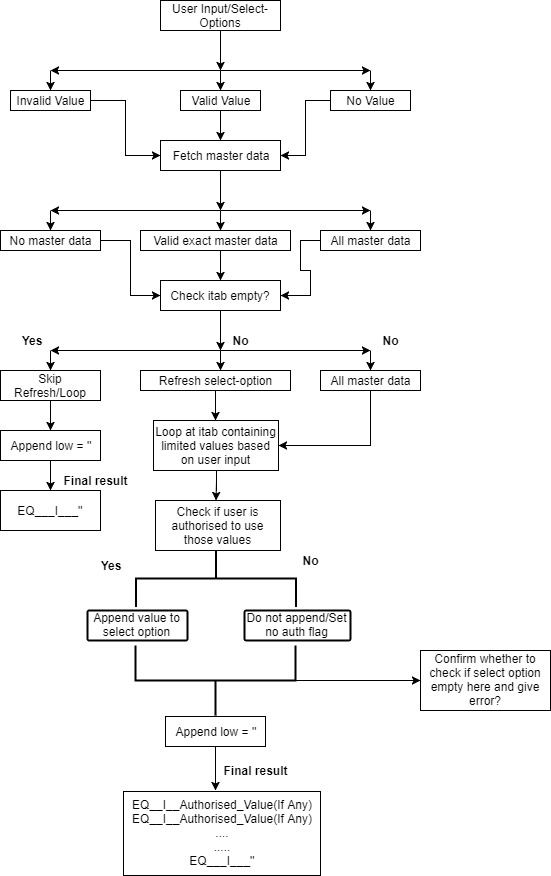 User Input/Select-
Options
Invalid Value
Valid Value
No Value
Fetch master data
No master data
Valid exact master data
All master data
Check itab empty?
Yes
No
No
Skip
Refresh/Loop
Refresh select-option
All master data
Append low = ''
Loop at itab containing
limited values based
on user input
Final result
EQ___I___''
Check if user is
authorised to use
those values
Yes
No
Append value to
select option
Do not append/Set
no auth flag
Confirm whether to
check if select option
empty here and give
error?
Append low = ''
Final result
EQ__I__Authorised_Value(If Any)
EQ__I__Authorised_Value(If Any)
....
.....
EQ___I___''